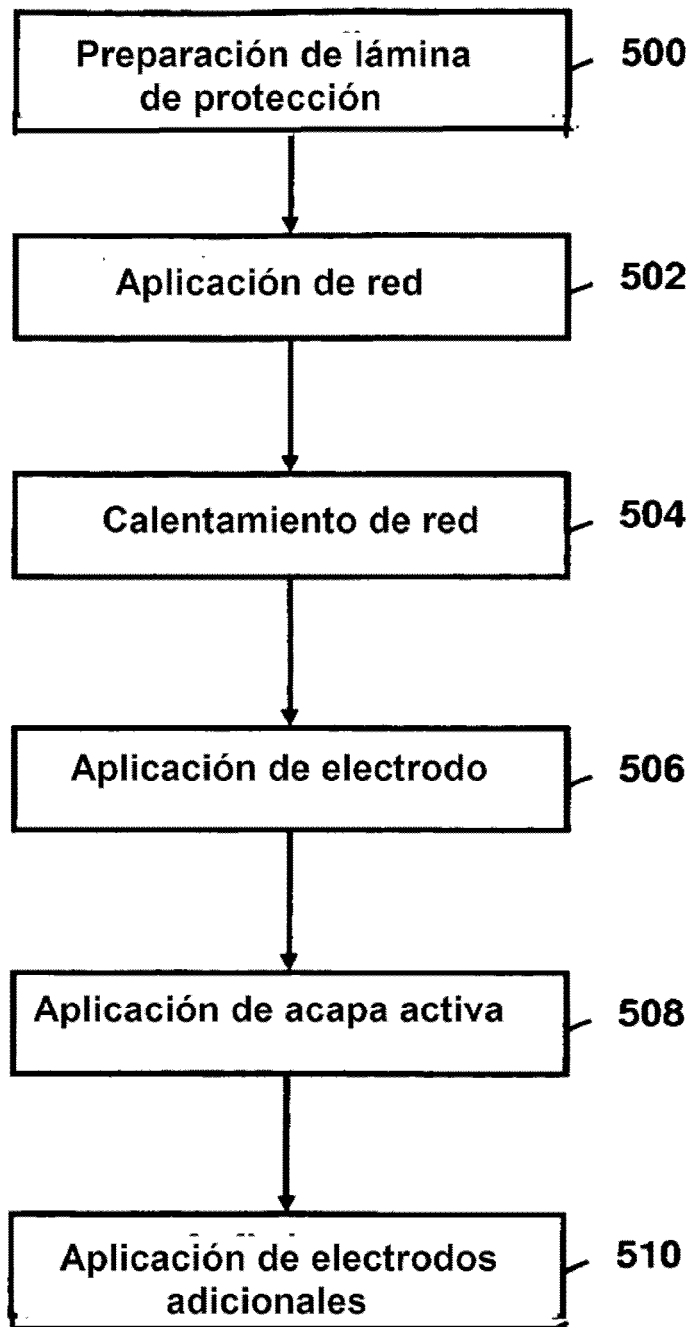 Preparación de lámina
de protección
500
Aplicación de red
502
Calentamiento de red
504
Aplicación de electrodo
506
Aplicación de acapa activa
508
Aplicación de electrodos
adicionales
510